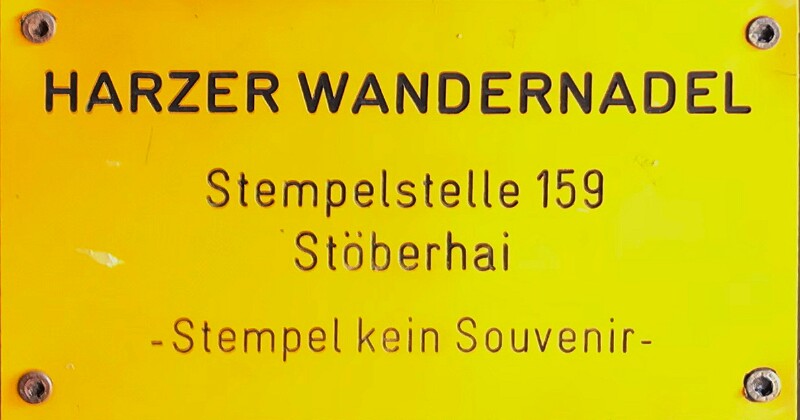 HARZER WANDERNADEL
Stempelstelle 159
Stöberhai
-Stempel kein Souvenir-